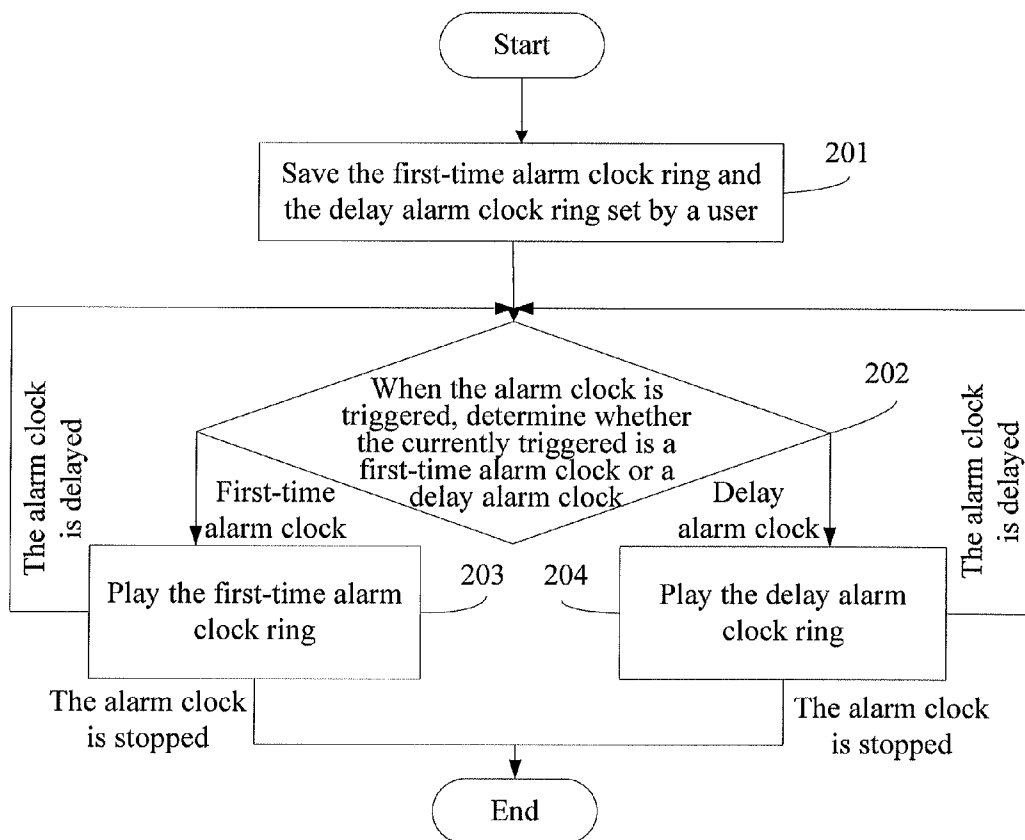 Start
201
Save the first-time alarm clock ring and
the delay alarm clock ring set by a user
The alarm clock
is delayed
When the alarm clock is
triggered, determine whether
the currently triggered is a
first-time alarm clock or a
delay alarm clock
202
The alarm clock
is delayed
First-time
alarm clock
Delay
alarm clock
Play the first-time alarm
clock ring
203
204
Play the delay alarm
clock ring
The alarm clock
is stopped
The alarm clock
is stopped
End